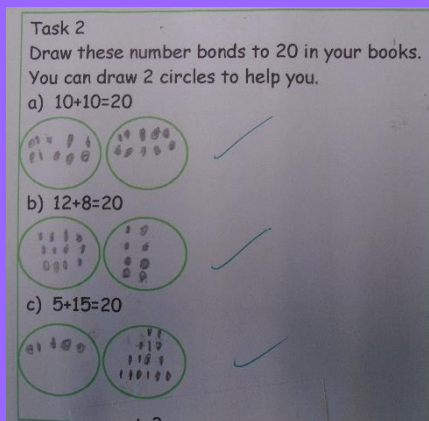 Task 2
Draw these number bonds to 20 in your books.
You can draw 2 circles to help you.
a) 10+10=20
b) 12+8=20
c) 5+15=20